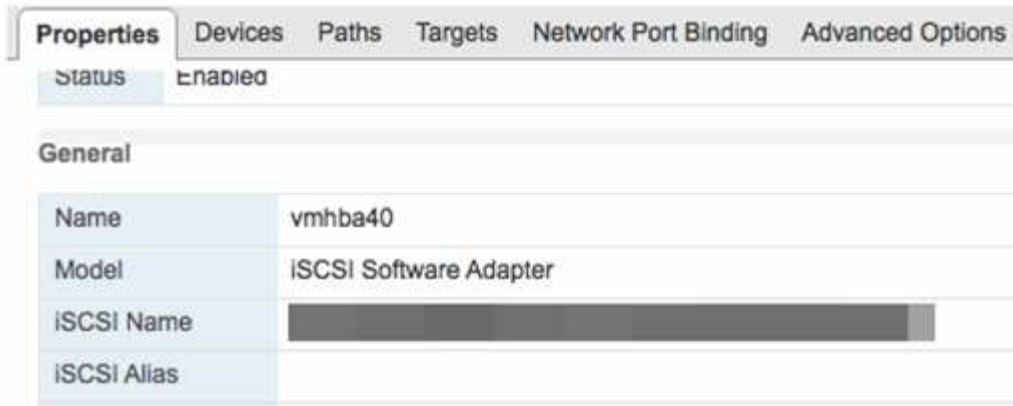 Properties Devices Paths Targets Network Port Binding Advanced Options
Status Enabled
General
Name vmhba40
Model iSCSI Software Adapter
iSCSI Name
iSCSI Alias